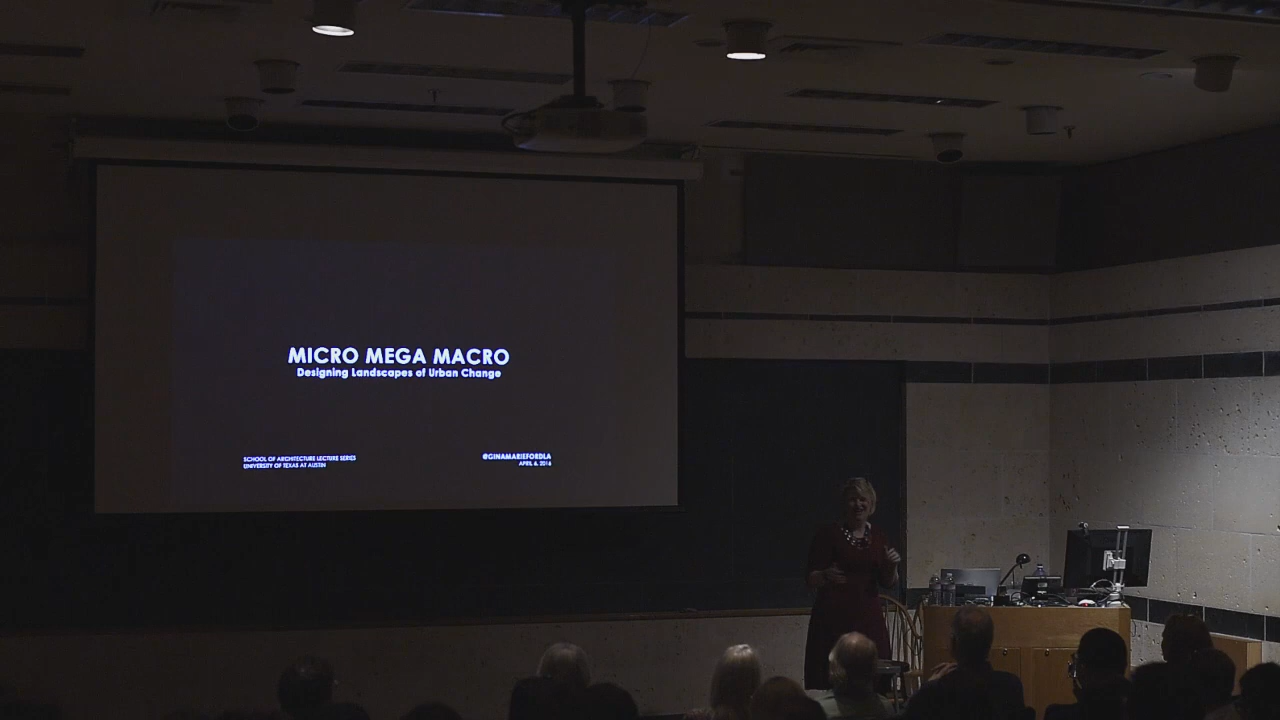 MICRO MEGA MACRO
Designing Landscapes of Urban Change
SCHOOL OF ARCHITECTURE LECTURE SERIES
UNIVERSITY OF TEXAS AT AUSTIN
@GINAMARIEFORDLA
APRIL 6, 2016